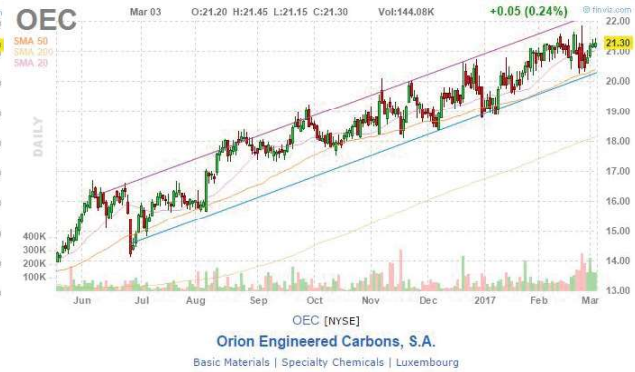 © finviz.com
OEC
Mar 03 O:21.20 H:21.45 L:21.15 C:21.30 Vol:144.08K +0.05 (0.24%)
SMA 50
SMA 200
SMA 20
DAILY
22.00
21.30
21.00
20.00
19.00
18.00
17.00
16.00
15.00
14.00
13.00
400K
300K
200K
100K
Jun Jul Aug Sep Oct Nov Dec 2017 Feb Mar
OEC [NYSE]
Orion Engineered Carbons, S.A.
Basic Materials | Specialty Chemicals | Luxembourg